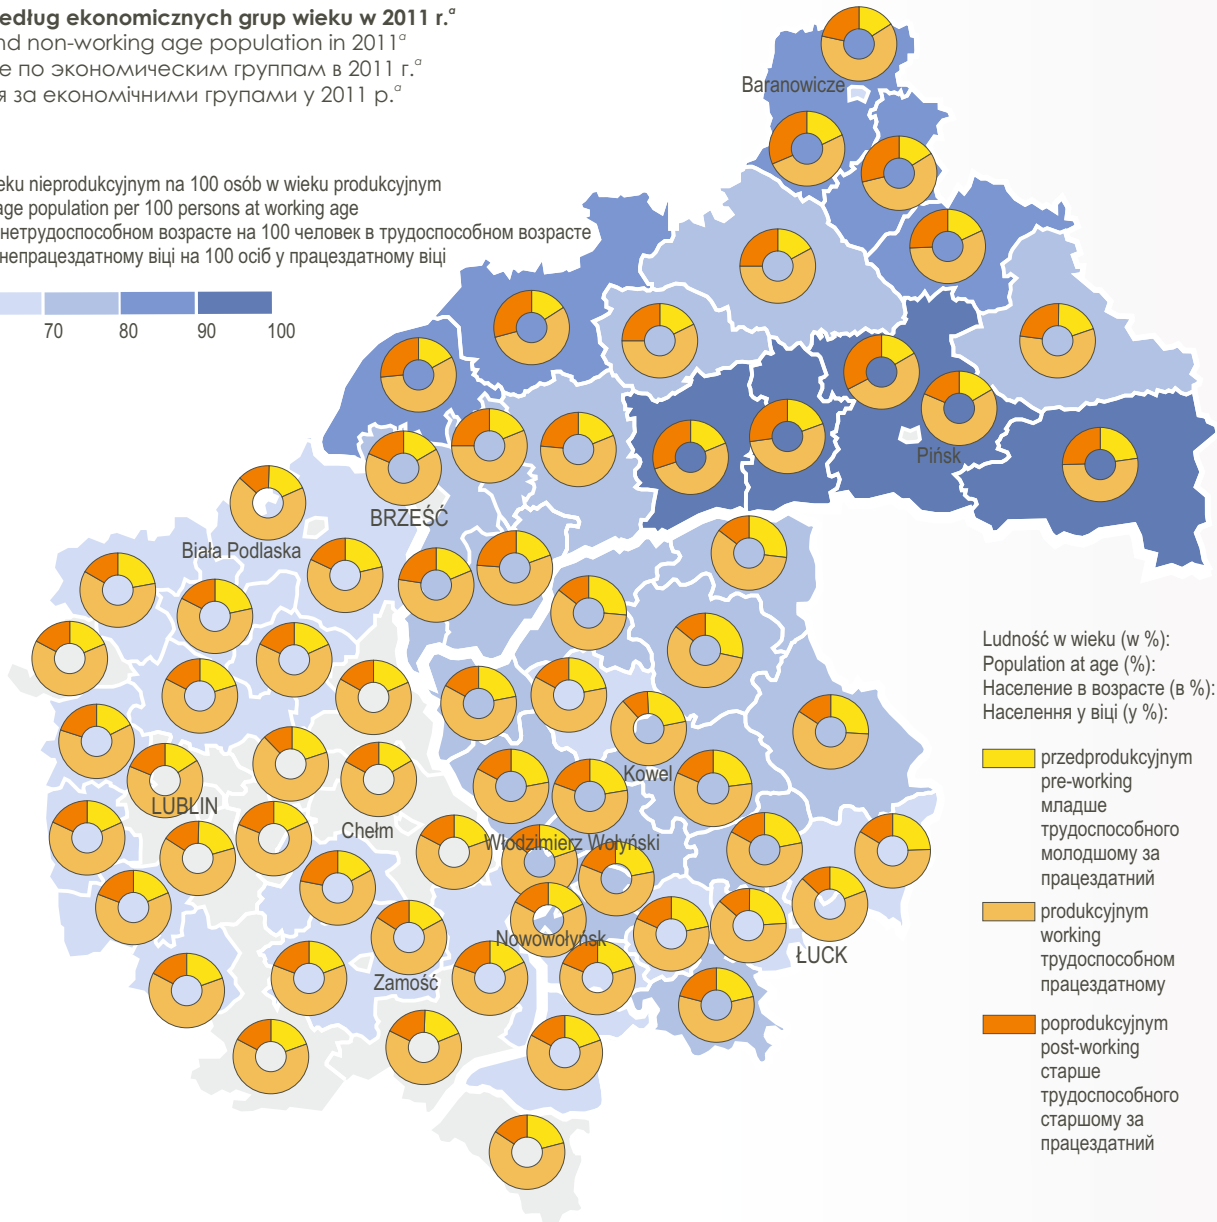 według ekonomicznych grup wieku w 2011 r.ᵃ
nd non-working age population in 2011ᵃ
е по экономическим группам в 2011 г.ᵃ
я за економічними групами у 2011 р.ᵃ
eku nieprodukcyjnym na 100 osób w wieku produkcyjnym
age population per 100 persons at working age
нетрудоспособном возрасте на 100 человек в трудоспособном возрасте
непрацездатному віці на 100 осіб у працездатному віці
70 80 90 100
Baranowicze
Pińsk
BRZEŚĆ
Biała Podlaska
LUBLIN
Chełm
Kowel
Włodzimierz Wołyński
Nowowołyńsk
ŁUCK
Zamość
Ludność w wieku (w %):
Population at age (%):
Население в возрасте (в %):
Населення у віці (у %):
przedprodukcyjnym
pre-working
младше
трудоспособного
молодшому за
працездатний
produkcyjnym
working
трудоспособном
працездатному
poprodukcyjnym
post-working
старше
трудоспособного
старшому за
працездатний